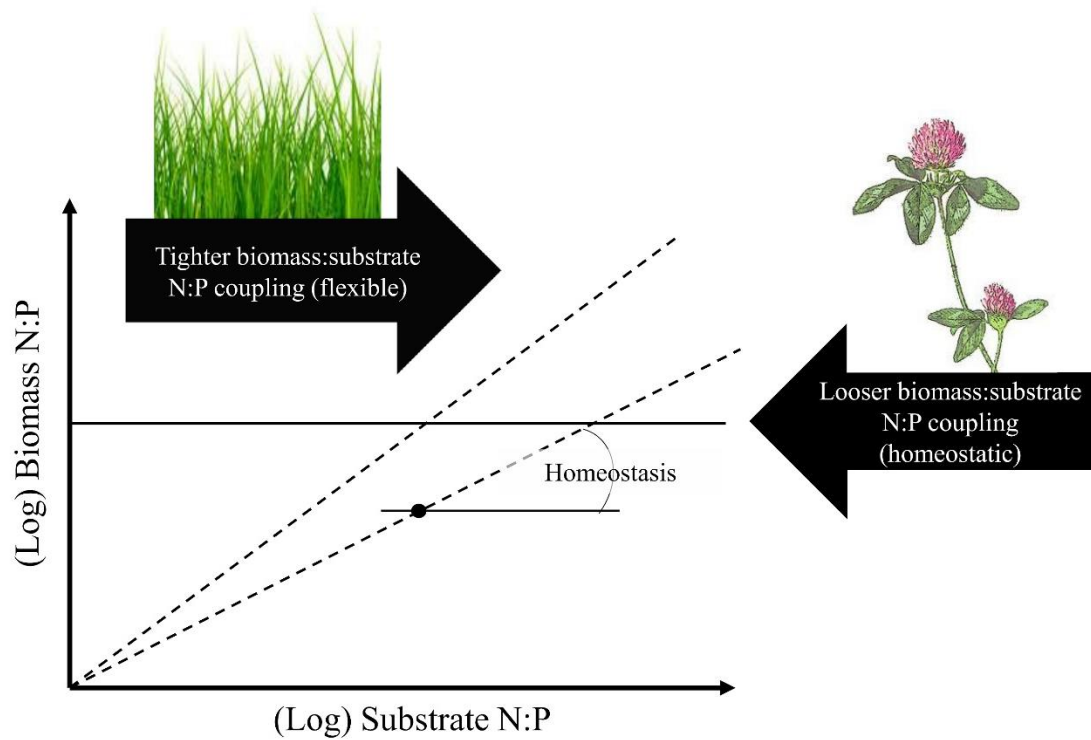 Tighter biomass:substrate
N:P coupling (flexible)
Looser biomass:substrate
N:P coupling
(homeostatic)
Homeostasis
(Log) Biomass N:P
(Log) Substrate N:P